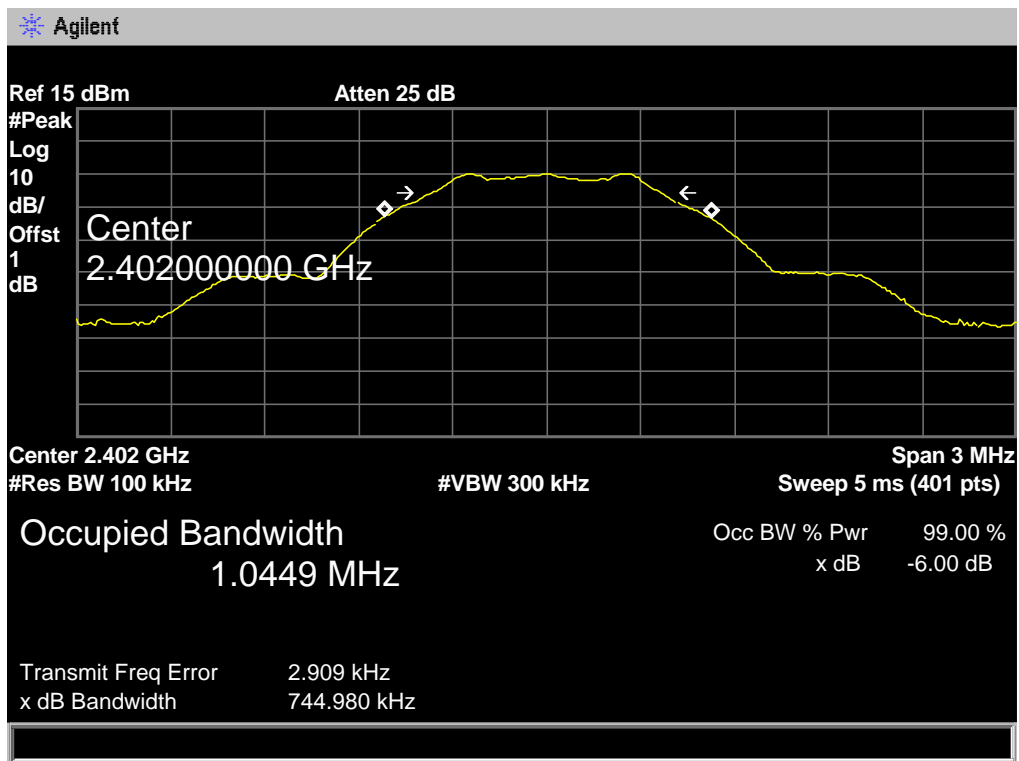 Agilent
Ref 15 dBm Atten 25 dB
#Peak
Log
10
dB/
Offst
1
dB
Center
2.402000000 GHz
Center 2.402 GHz Span 3 MHz
#Res BW 100 kHz #VBW 300 kHz Sweep 5 ms (401 pts)
Occupied Bandwidth Occ BW % Pwr 99.00 %
1.0449 MHz x dB -6.00 dB
Transmit Freq Error 2.909 kHz
x dB Bandwidth 744.980 kHz